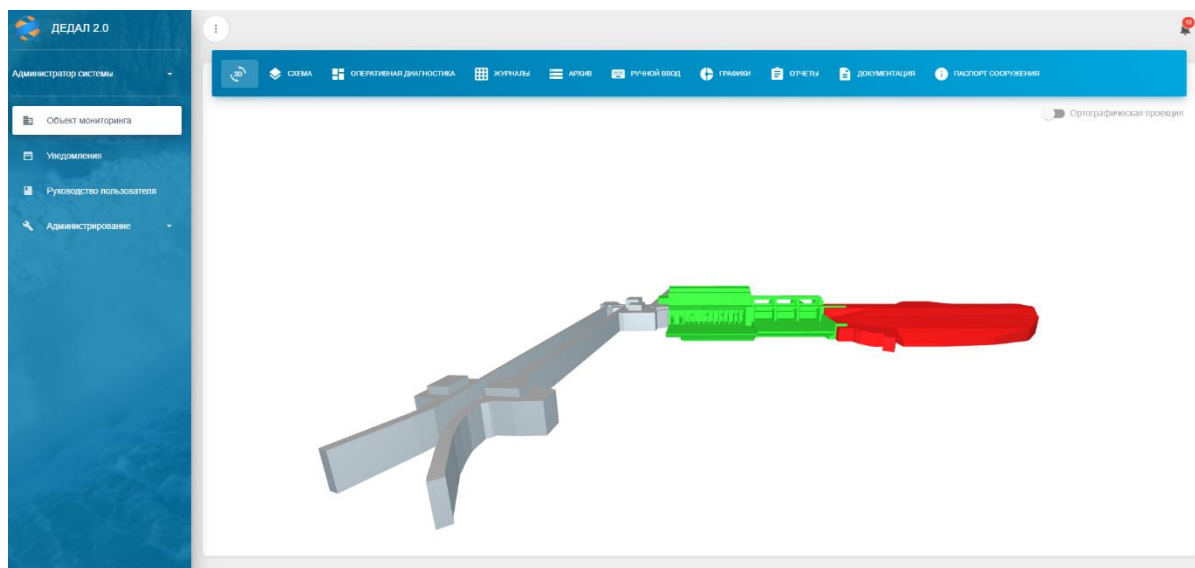 ДЕДАЛ 2.0
Администратор системы
Объект мониторинга
Уведомления
Руководство пользователя
Администрирование
3D
СХЕМА
ОПЕРАТИВНАЯ ДИАГНОСТИКА
ЖУРНАЛЫ
АРХИВ
РУЧНОЙ ВВОД
ГРАФИКИ
ОТЧЕТЫ
ДОКУМЕНТАЦИЯ
ПАСПОРТ СООРУЖЕНИЯ
Ортографическая проекция